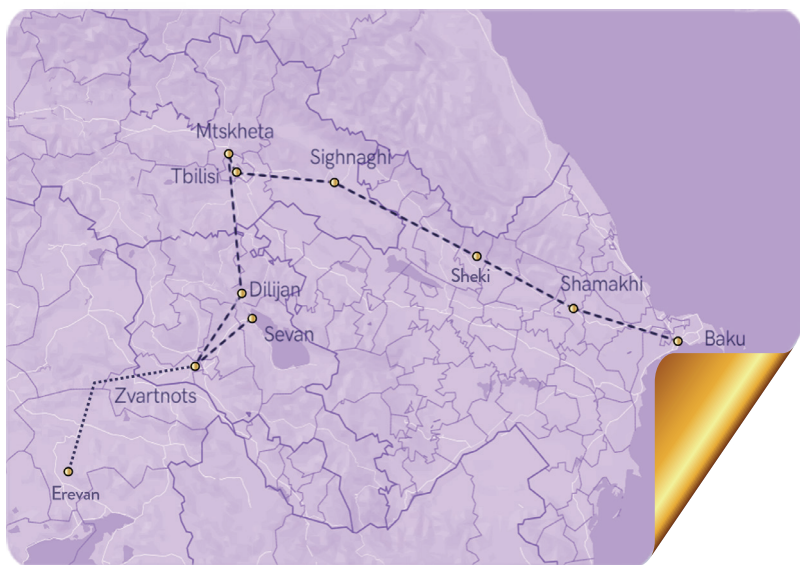 Mtskheta
Sighnaghi
Tbilisi
Sheki
Shamakhi
Dilijan
Sevan
Baku
Zvartnots
Erevan